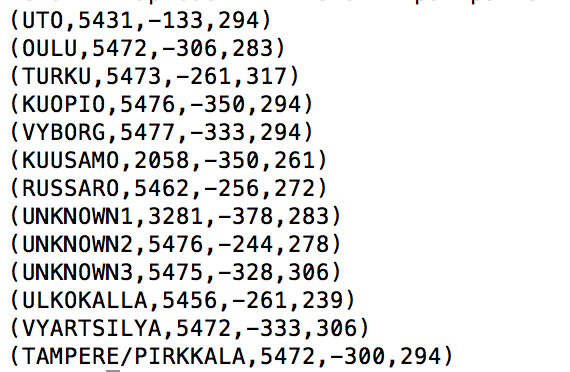 (UTO,5431,-133,294)
(OULU,5472,-306,283)
(TURKU,5473,-261,317)
(KUOPIO,5476,-350,294)
(VYBORG,5477,-333,294)
(KUUSAMO,2058,-350,261)
(RUSSARO,5462,-256,272)
(UNKNOWN1,3281,-378,283)
(UNKNOWN2,5476,-244,278)
(UNKNOWN3,5475,-328,306)
(ULKOKALLA,5456,-261,239)
(VYARTSILYA,5472,-333,306)
(TAMPERE/PIRKKALA,5472,-300,294)